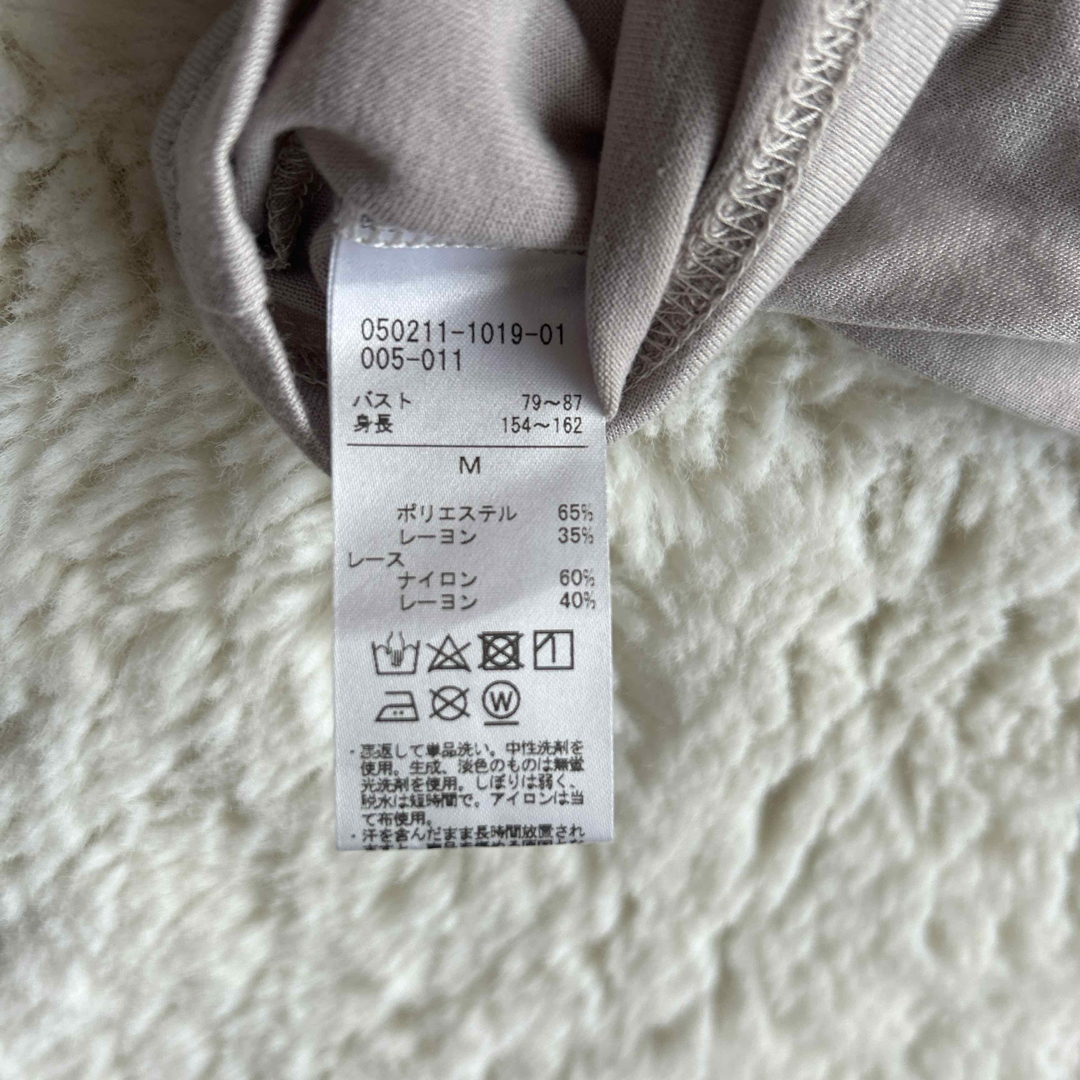 050211-1019-01
005-011
バスト 79～87
身長 154～162
M
ポリエステル 65%
レーヨン 35%
レース
ナイロン 60%
レーヨン 40%
W
・裏返して単品洗い。中性洗剤を
使用。生成、淡色のものは無蛍
光洗剤を使用。しぼりは弱く、
脱水は短時間で。アイロンは当
て布使用。
・汗を含んだまま長時間放置され